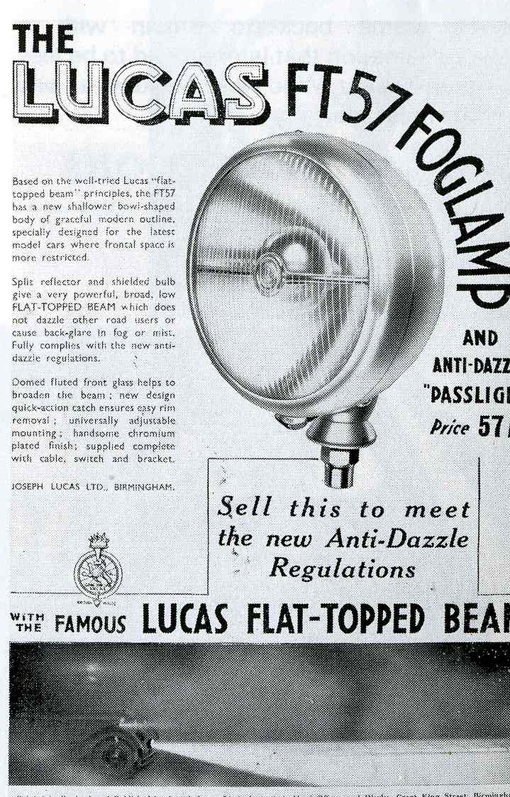 THE
LUCAS FT57 FOGLAMP
Based on the well-tried Lucas "flat-
topped beam" principles, the FT57
has a new shallower bowl-shaped
body of graceful modern outline,
specially designed for the latest
model cars where frontal space is
more restricted.
Split reflector and shielded bulb
give a very powerful, broad, low
FLAT-TOPPED BEAM which does
not dazzle other road users or
cause back-glare in fog or mist.
Fully complies with the new anti-
dazzle regulations.
Domed fluted front glass helps to
broaden the beam; new design
quick-action catch ensures easy rim
removal; universally adjustable
mounting; handsome chromium
plated finish; supplied complete
with cable, switch and bracket.
JOSEPH LUCAS LTD., BIRMINGHAM.
AND
ANTI-DAZZ
"PASSLIG
Price 57/
Sell this to meet
the new Anti-Dazzle
Regulations
WITH THE FAMOUS LUCAS FLAT-TOPPED BEA
Great King Street, Birmingh